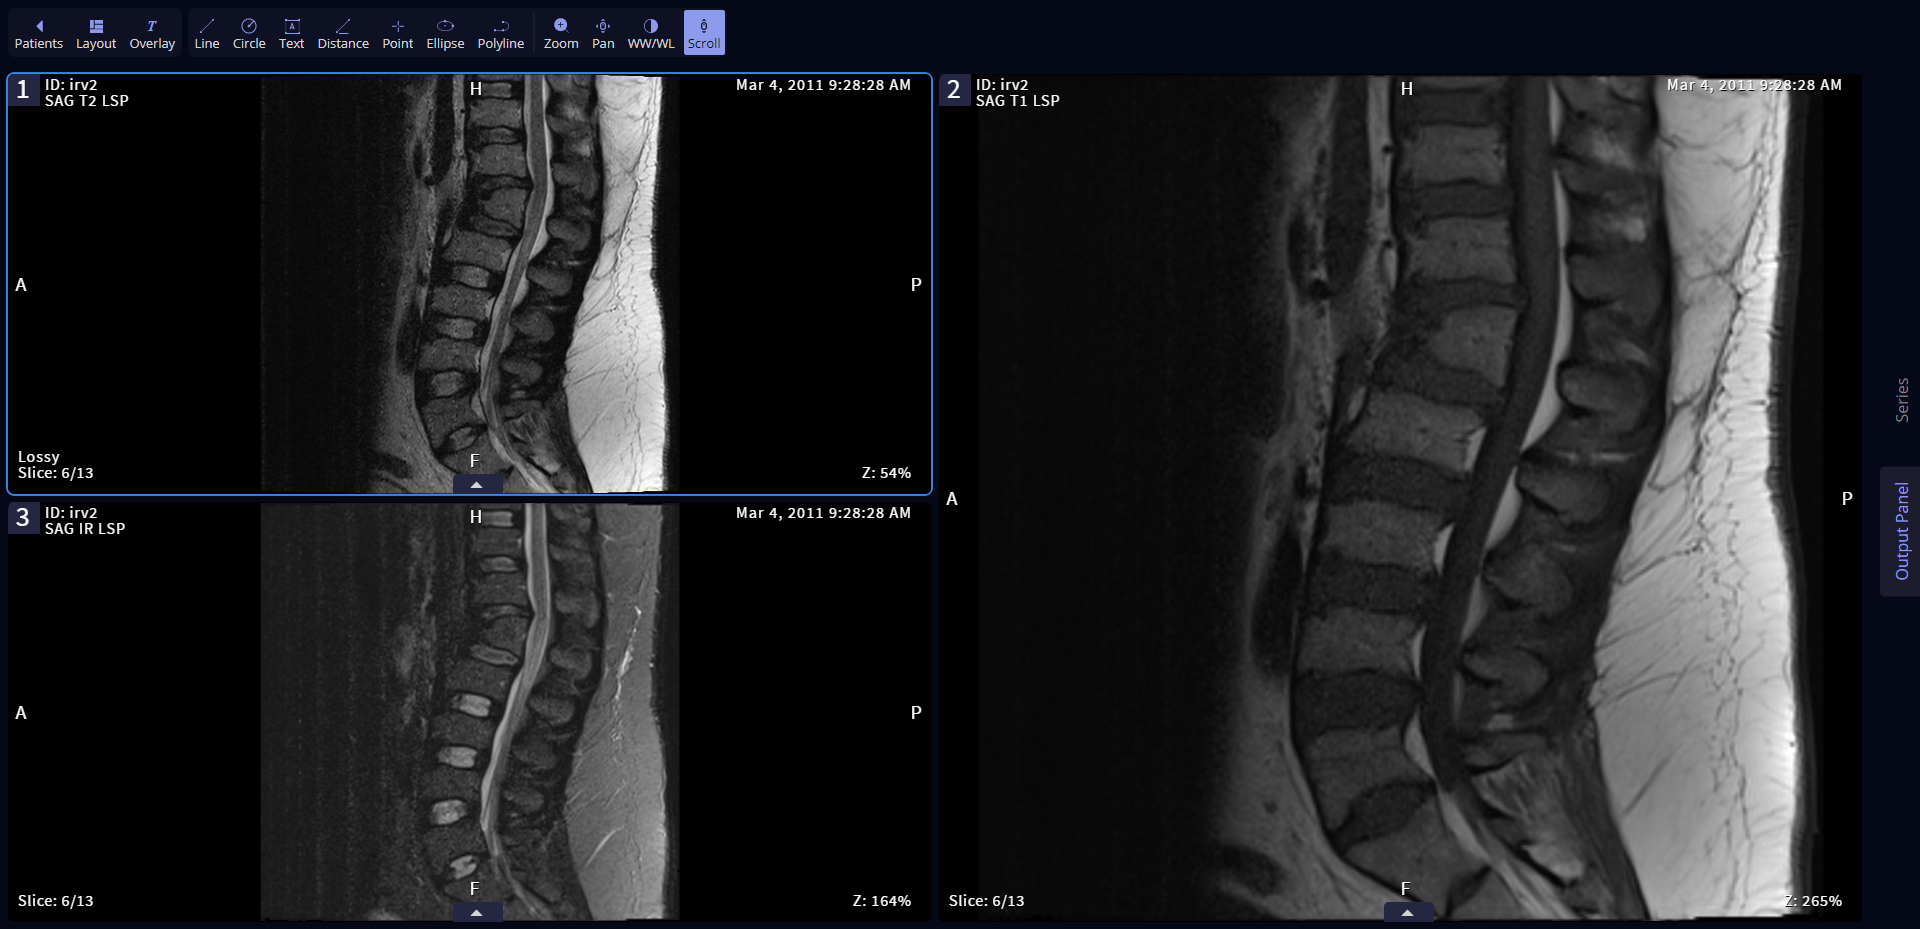 Patients Layout Overlay Line Circle Text Distance Point Ellipse Polyline Zoom Pan WW/WL Scroll
1 ID: irv2 H Mar 4, 2011 9:28:28 AM
SAG T2 LSP
A P
Lossy
F
Slice: 6/13 Z: 54%
2 ID: irv2 H Mar 4, 2011 9:28:28 AM
SAG T1 LSP
A P
F
Slice: 6/13 Z: 265%
3 ID: irv2 H Mar 4, 2011 9:28:28 AM
SAG IR LSP
A P
F
Slice: 6/13 Z: 164%
Series
Output Panel